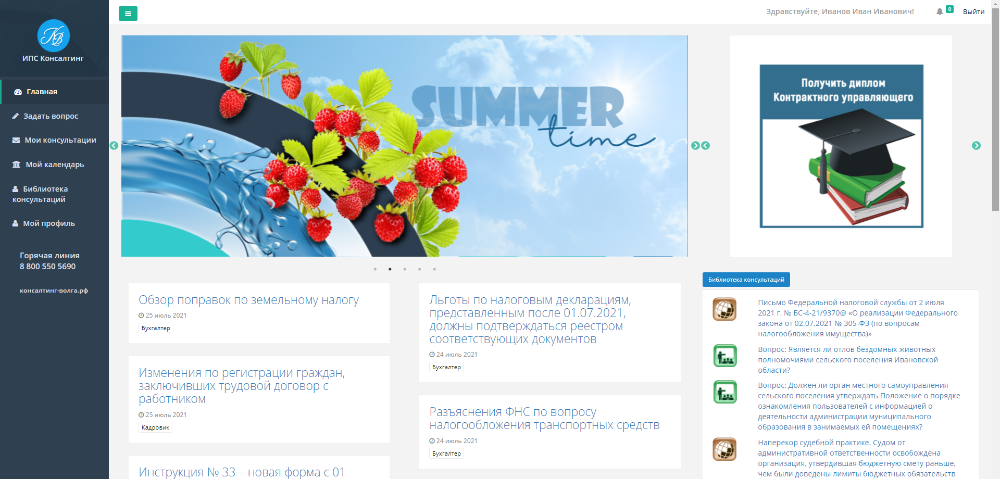 КВ
ИПС Консалтинг
Главная
Задать вопрос
Мои консультации
Мой календарь
Библиотека
консультаций
Мой профиль
Горячая линия
8 800 550 5690
консалтинг-волга.рф
Здравствуйте, Иванов Иван Иванович!
0
Выйти
SUMMER
time
Получить диплом
Контрактного управляющего
Обзор поправок по земельному налогу
25 июль 2021
Бухгалтер
Изменения по регистрации граждан,
заключивших трудовой договор с
работником
25 июль 2021
Кадровик
Инструкция № 33 – новая форма с 01
Льготы по налоговым декларациям,
представленным после 01.07.2021,
должны подтверждаться реестром
соответствующих документов
24 июль 2021
Бухгалтер
Разъяснения ФНС по вопросу
налогообложения транспортных средств
24 июль 2021
Бухгалтер
Библиотека консультаций
Письмо Федеральной налоговой службы от 2 июля
2021 г. № БС-4-21/9370@ «О реализации Федерального
закона от 02.07.2021 № 305-ФЗ (по вопросам
налогообложения имущества)»
Вопрос: Является ли отлов бездомных животных
полномочиями сельского поселения Ивановской
области?
Вопрос: Должен ли орган местного самоуправления
сельского поселения утверждать Положение о порядке
ознакомления пользователей с информацией о
деятельности администрации муниципального
образования в занимаемых ей помещениях?
Наперекор судебной практике. Судом от
административной ответственности освобождена
организация, утвердившая бюджетную смету раньше,
чем были доведены лимиты бюджетных обязательств